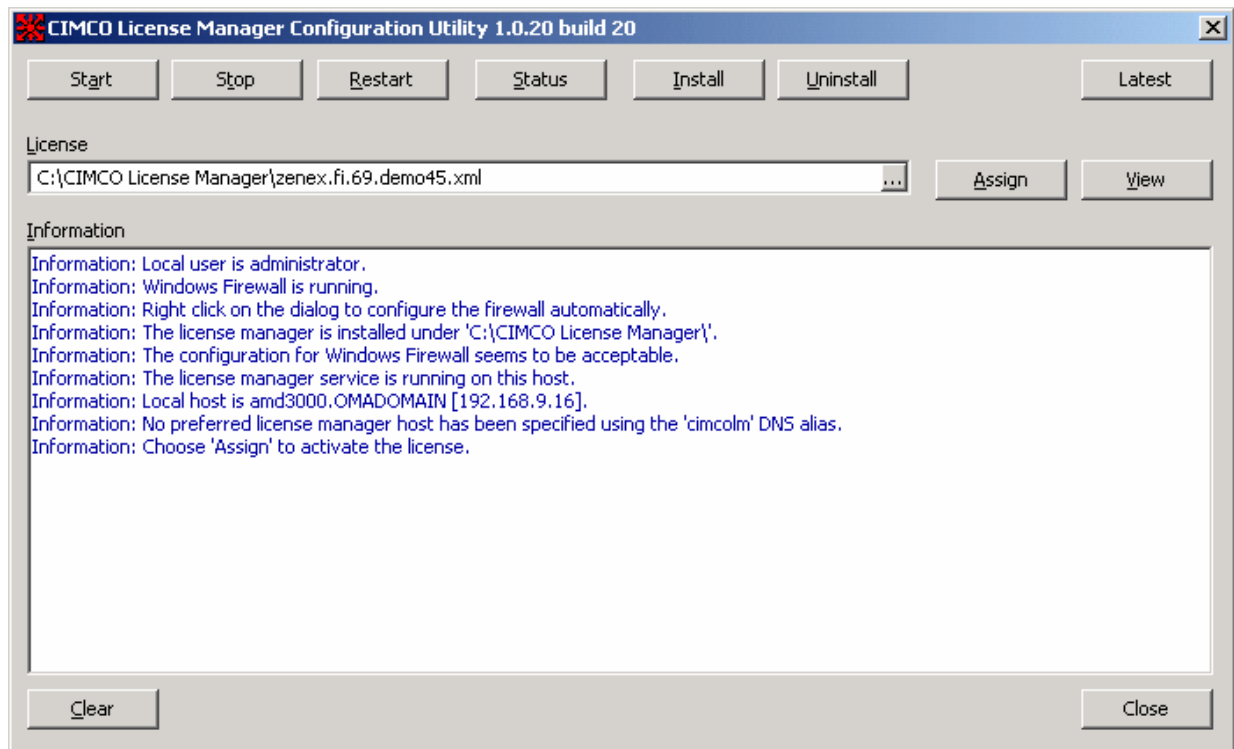 CIMCO License Manager Configuration Utility 1.0.20 build 20
Start Stop Restart Status Install Uninstall Latest
License
C:\CIMCO License Manager\zenex.fi.69.demo45.xml ... Assign View
Information
Information: Local user is administrator.
Information: Windows Firewall is running.
Information: Right click on the dialog to configure the firewall automatically.
Information: The license manager is installed under 'C:\CIMCO License Manager\'.
Information: The configuration for Windows Firewall seems to be acceptable.
Information: The license manager service is running on this host.
Information: Local host is amd3000.OMADOMAIN [192.168.9.16].
Information: No preferred license manager host has been specified using the 'cimcolm' DNS alias.
Information: Choose 'Assign' to activate the license.
Clear Close